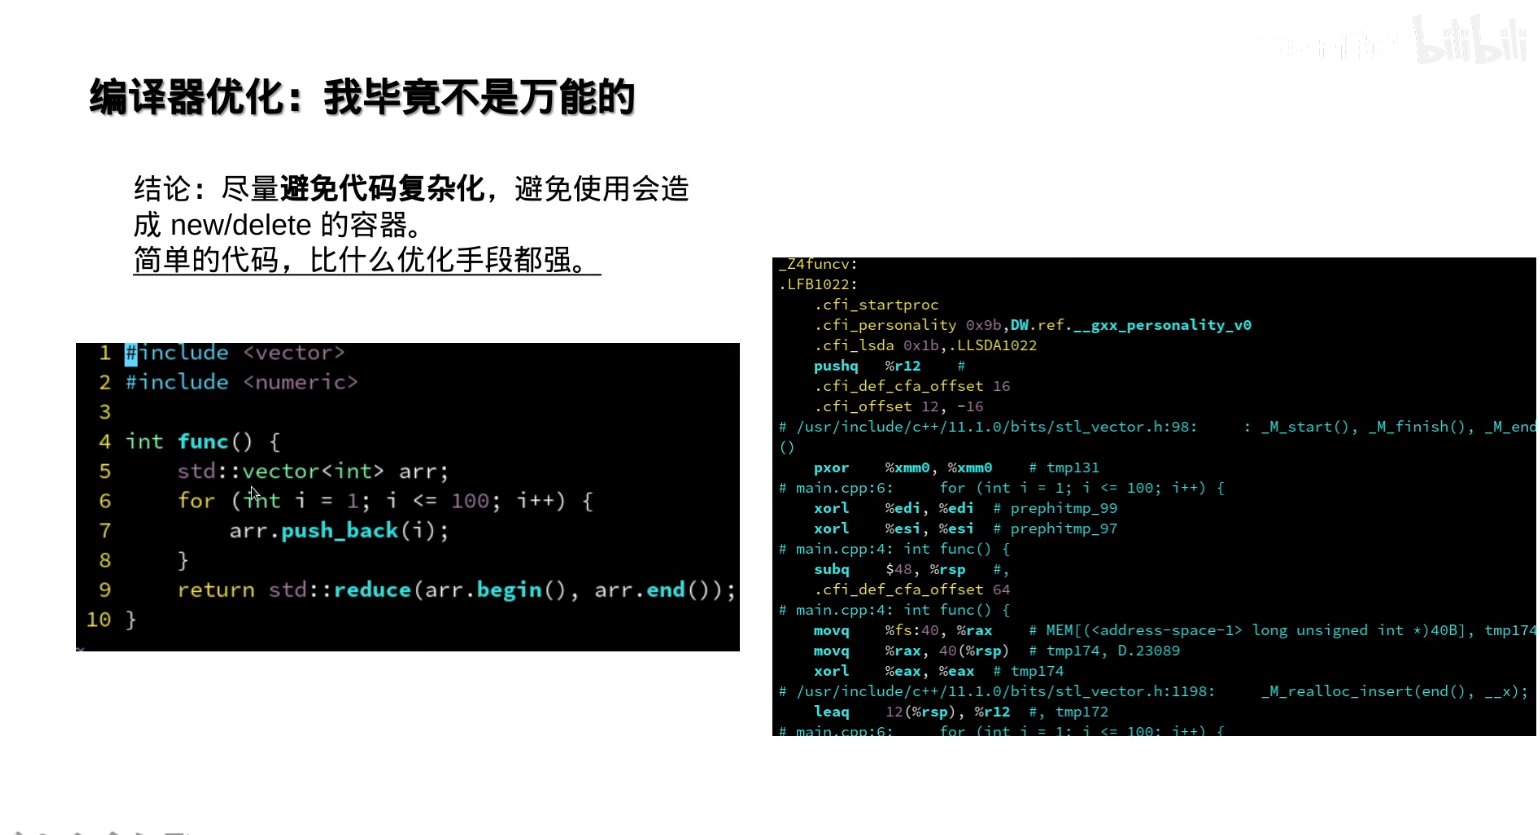 bilibili
编译器优化：我毕竟不是万能的
结论：尽量避免代码复杂化，避免使用会造
成 new/delete 的容器。
简单的代码，比什么优化手段都强。
1 #include <vector>
2 #include <numeric>
3
4 int func() {
5     std::vector<int> arr;
6     for (int i = 1; i <= 100; i++) {
7         arr.push_back(i);
8     }
9     return std::reduce(arr.begin(), arr.end());
10 }
_Z4funcv:
.LFB1022:
    .cfi_startproc
    .cfi_personality 0x9b,DW.ref.__gxx_personality_v0
    .cfi_lsda 0x1b,.LLSDA1022
    pushq   %r12    #
    .cfi_def_cfa_offset 16
    .cfi_offset 12, -16
# /usr/include/c++/11.1.0/bits/stl_vector.h:98:     : _M_start(), _M_finish(), _M_end
()
    pxor    %xmm0, %xmm0    # tmp131
# main.cpp:6:     for (int i = 1; i <= 100; i++) {
    xorl    %edi, %edi  # prephitmp_99
    xorl    %esi, %esi  # prephitmp_97
# main.cpp:4: int func() {
    subq    $48, %rsp   #,
    .cfi_def_cfa_offset 64
# main.cpp:4: int func() {
    movq    %fs:40, %rax    # MEM[(<address-space-1> long unsigned int *)40B], tmp174
    movq    %rax, 40(%rsp)  # tmp174, D.23089
    xorl    %eax, %eax  # tmp174
# /usr/include/c++/11.1.0/bits/stl_vector.h:1198:     _M_realloc_insert(end(), __x);
    leaq    12(%rsp), %r12  #, tmp172
# main.cpp:6:     for (int i = 1; i <= 100; i++) {